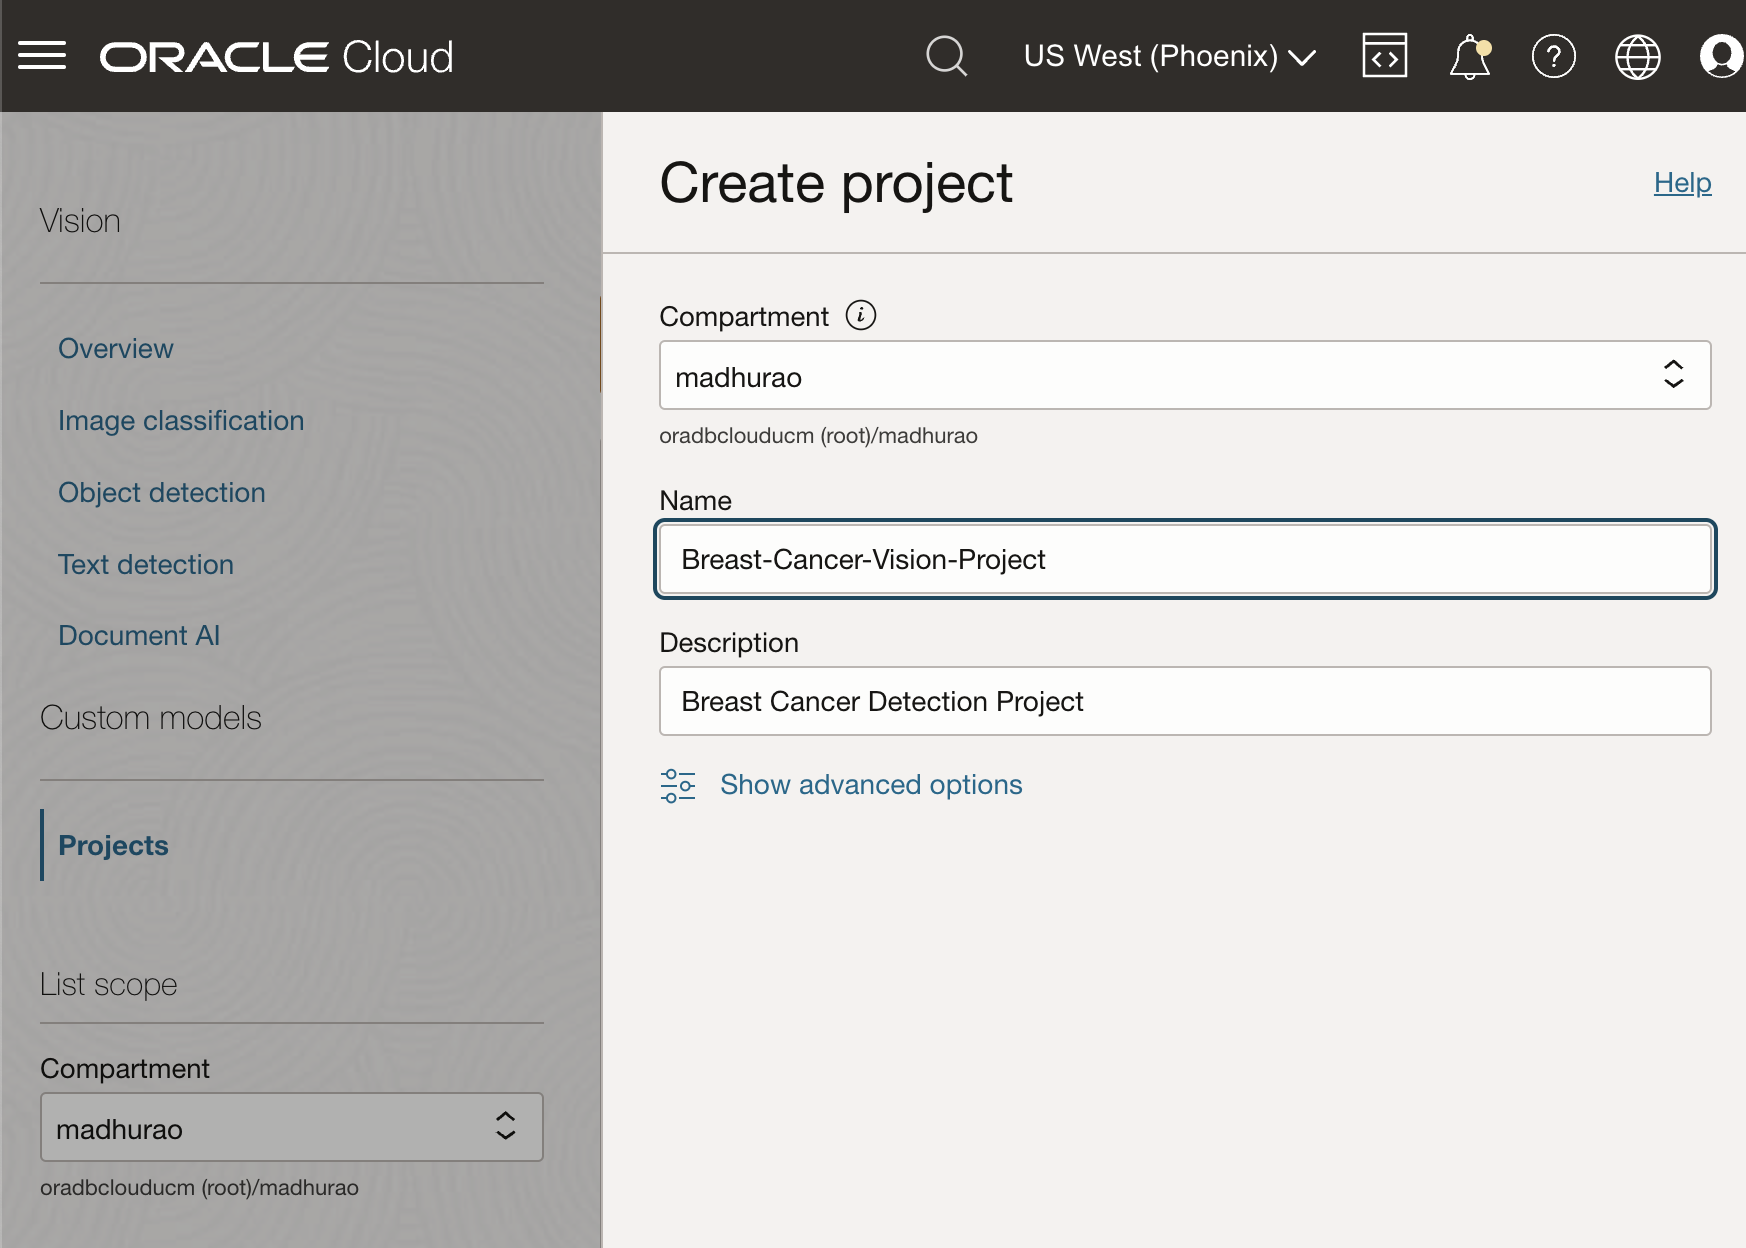 ORACLE Cloud
US West (Phoenix)
Vision
Overview
Image classification
Object detection
Text detection
Document AI
Custom models
Projects
List scope
Compartment
madhurao
oradbclouducm (root)/madhurao
Create project
Help
Compartment i
madhurao
oradbclouducm (root)/madhurao
Name
Breast-Cancer-Vision-Project
Description
Breast Cancer Detection Project
Show advanced options